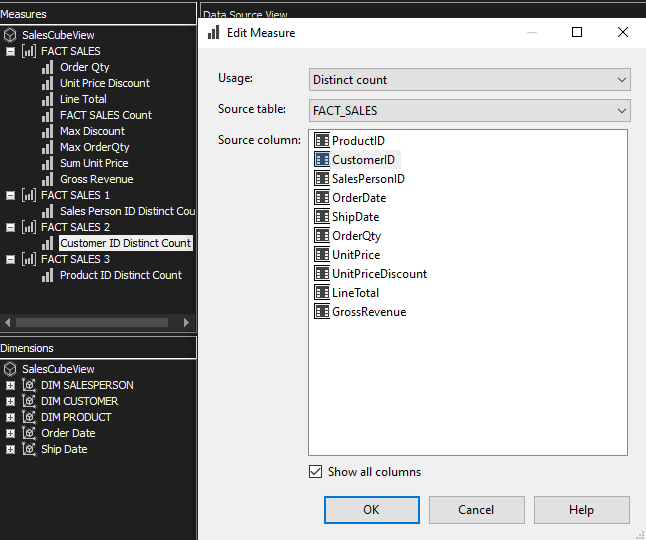 Measures
SalesCubeView
FACT SALES
Order Qty
Unit Price Discount
Line Total
FACT SALES Count
Max Discount
Max OrderQty
Sum Unit Price
Gross Revenue
FACT SALES 1
Sales Person ID Distinct Cou
FACT SALES 2
Customer ID Distinct Count
FACT SALES 3
Product ID Distinct Count
Dimensions
SalesCubeView
DIM SALESPERSON
DIM CUSTOMER
DIM PRODUCT
Order Date
Ship Date
Data Source View
Edit Measure
Usage: Distinct count
Source table: FACT_SALES
Source column:
ProductID
CustomerID
SalesPersonID
OrderDate
ShipDate
OrderQty
UnitPrice
UnitPriceDiscount
LineTotal
GrossRevenue
Show all columns
OK Cancel Help